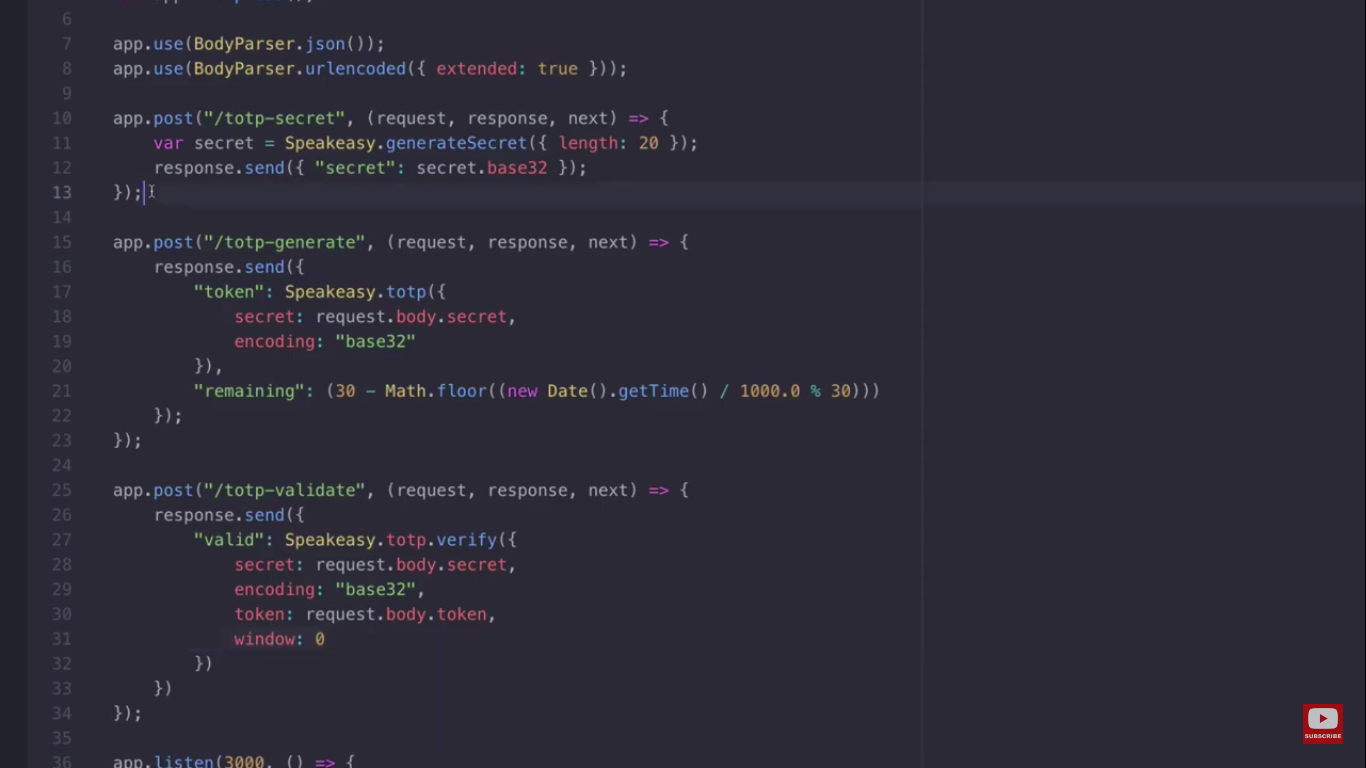 6
7 app.use(BodyParser.json());
8 app.use(BodyParser.urlencoded({ extended: true }));
9
10 app.post("/totp-secret", (request, response, next) => {
11     var secret = Speakeasy.generateSecret({ length: 20 });
12     response.send({ "secret": secret.base32 });
13 });
14
15 app.post("/totp-generate", (request, response, next) => {
16     response.send({
17         "token": Speakeasy.totp({
18             secret: request.body.secret,
19             encoding: "base32"
20         }),
21         "remaining": (30 - Math.floor((new Date().getTime() / 1000.0 % 30)))
22     });
23 });
24
25 app.post("/totp-validate", (request, response, next) => {
26     response.send({
27         "valid": Speakeasy.totp.verify({
28             secret: request.body.secret,
29             encoding: "base32",
30             token: request.body.token,
31             window: 0
32         })
33     })
34 });
35
36 app.listen(3000, () => {
SUBSCRIBE